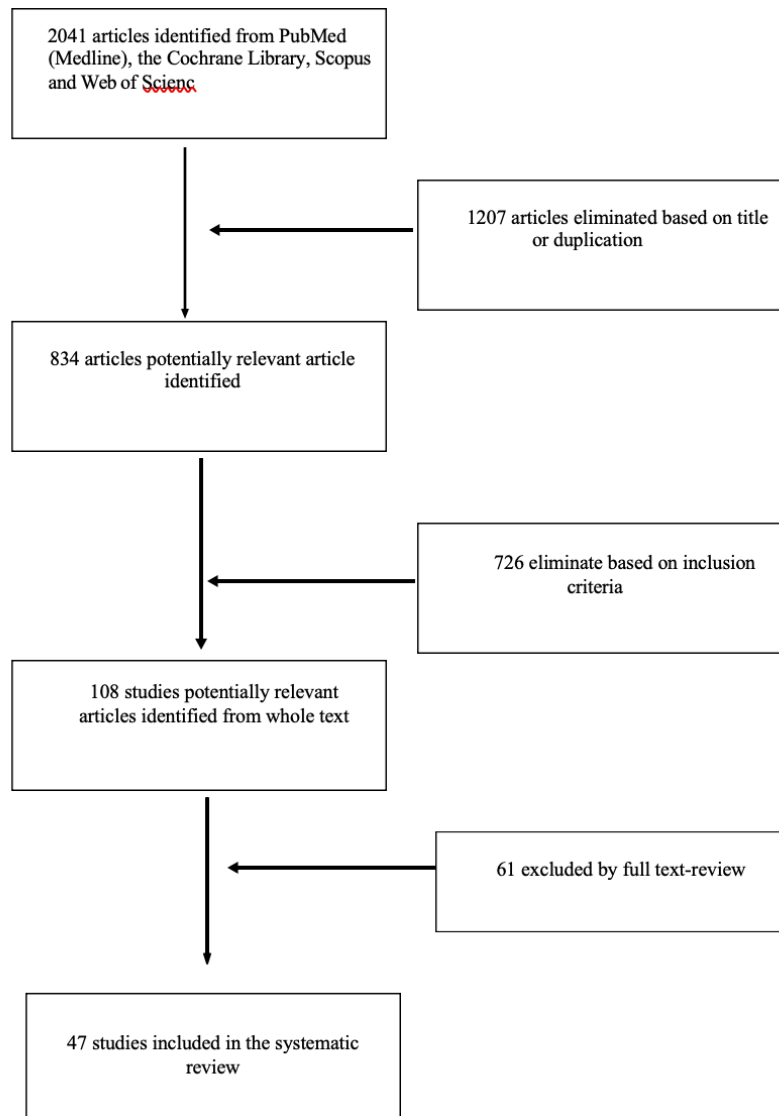 2041 articles identified from PubMed
(Medline), the Cochrane Library, Scopus
and Web of Scienc
1207 articles eliminated based on title
or duplication
834 articles potentially relevant article
identified
726 eliminate based on inclusion
criteria
108 studies potentially relevant
articles identified from whole text
61 excluded by full text-review
47 studies included in the systematic
review